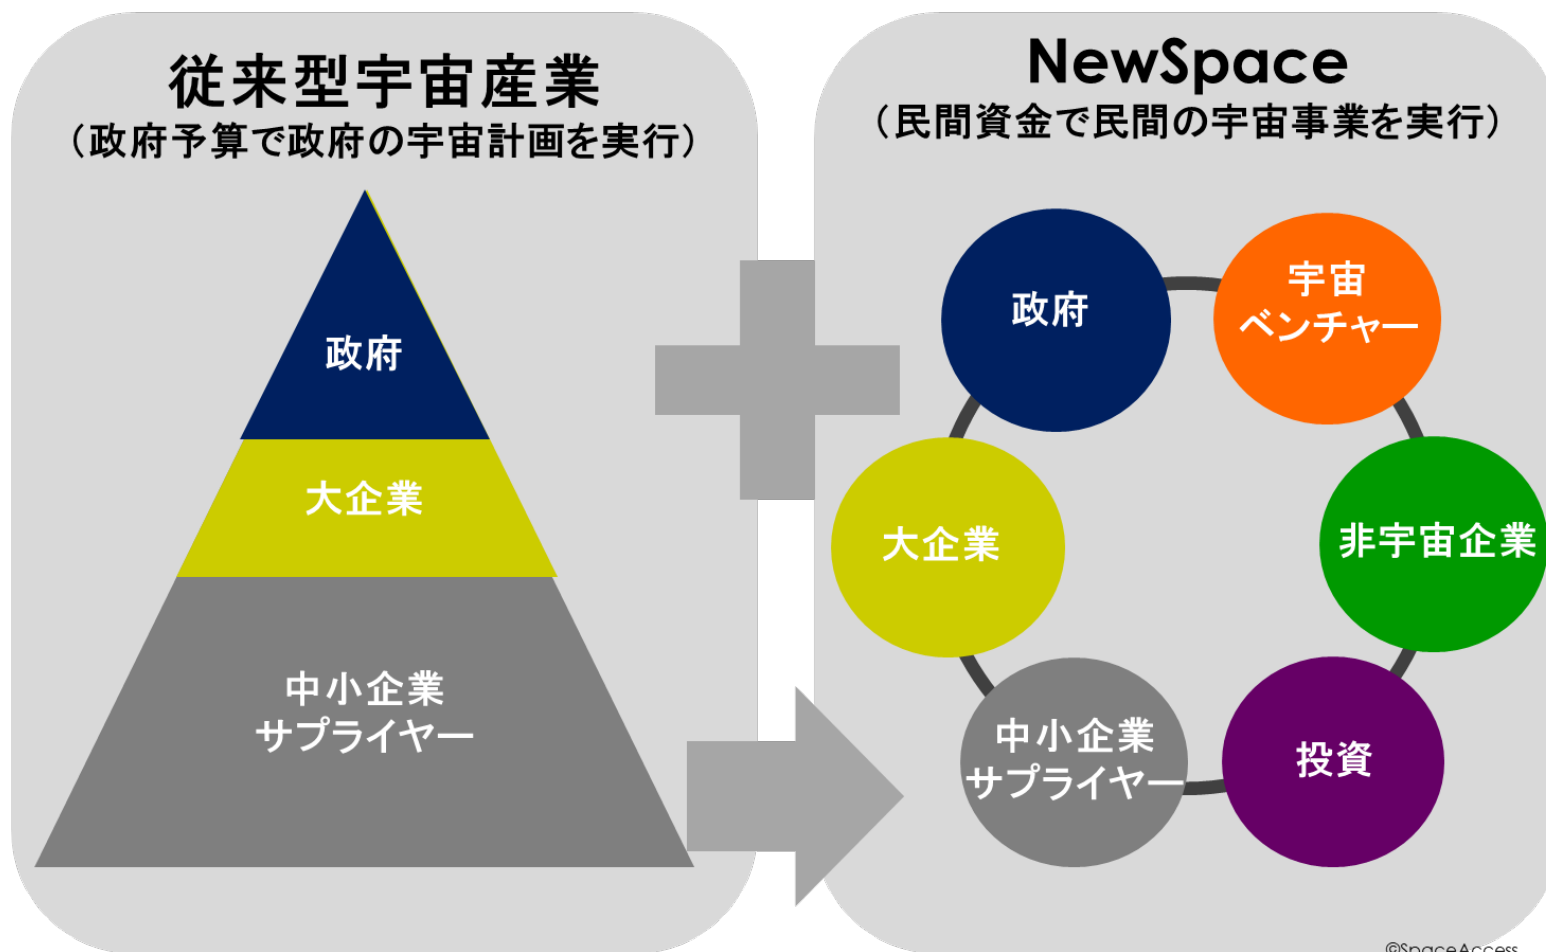 従来型宇宙産業
（政府予算で政府の宇宙計画を実行）
政府
大企業
中小企業
サプライヤー
NewSpace
（民間資金で民間の宇宙事業を実行）
政府
宇宙
ベンチャー
大企業
非宇宙企業
中小企業
サプライヤー
投資
©SpaceAccess